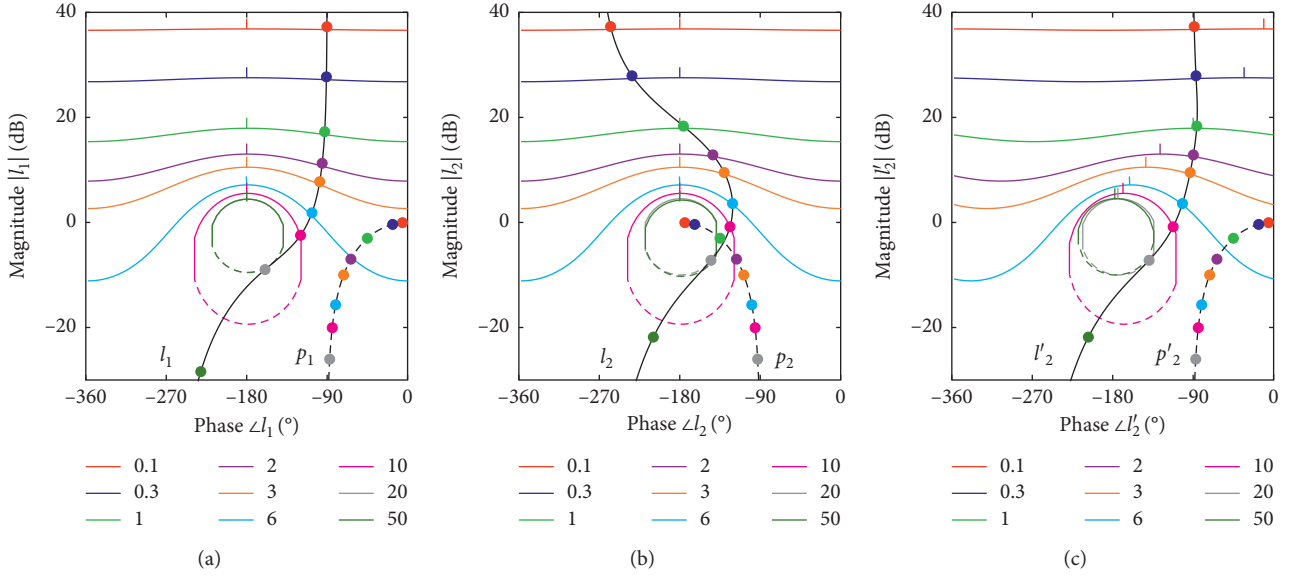 40
20
0
−20
Magnitude |l1| (dB)
l1
p1
−360 −270 −180 −90 0
Phase ∠l1 (°)
0.1 2 10
0.3 3 20
1 6 50
(a)
40
20
0
−20
Magnitude |l2| (dB)
l2
p2
−360 −270 −180 −90 0
Phase ∠l2 (°)
0.1 2 10
0.3 3 20
1 6 50
(b)
40
20
0
−20
Magnitude |l′2| (dB)
l′2
p′2
−360 −270 −180 −90 0
Phase ∠l′2 (°)
0.1 2 10
0.3 3 20
1 6 50
(c)